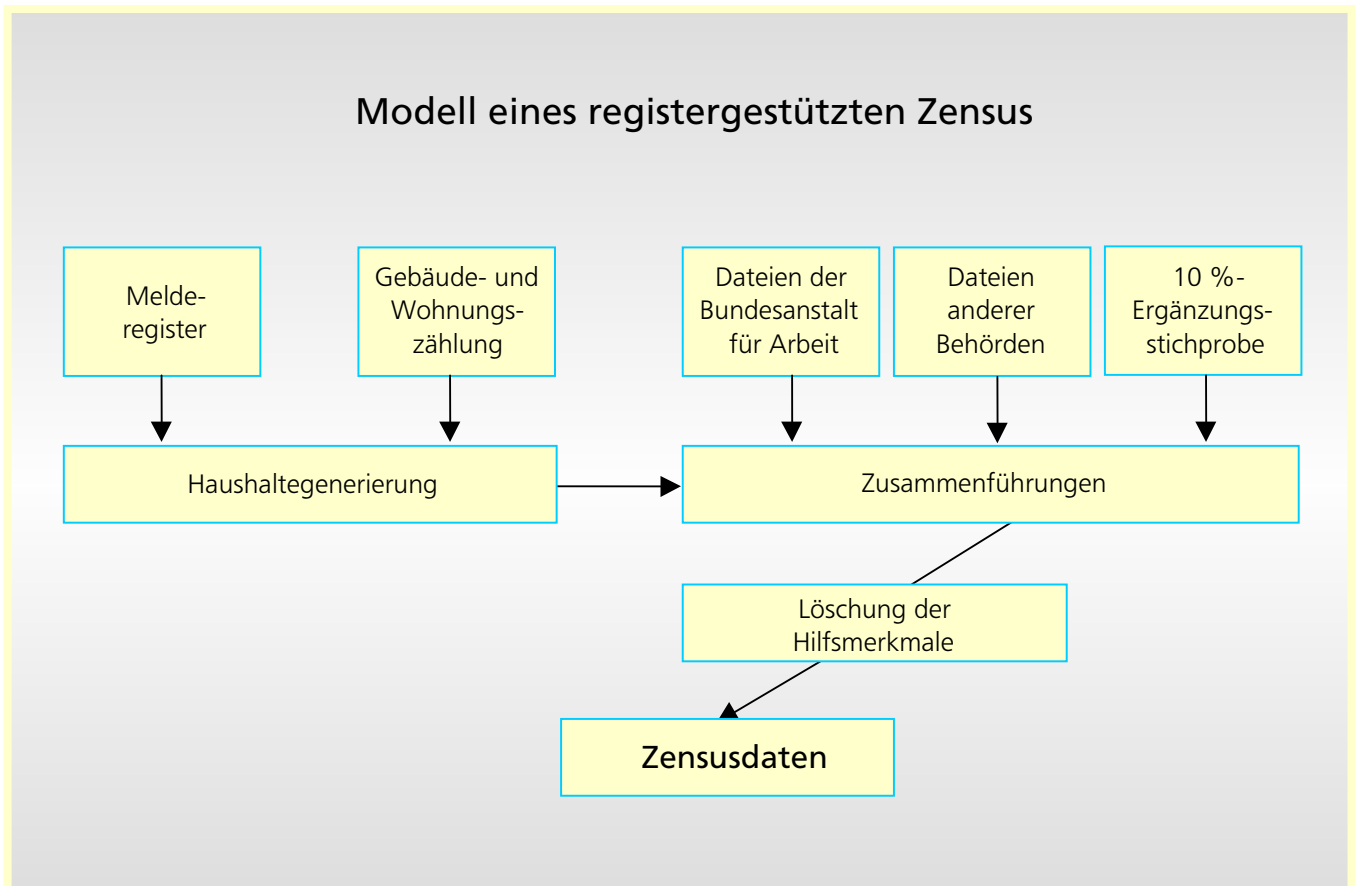 Modell eines registergestützten Zensus
Melde-
register
Gebäude- und
Wohnungs-
zählung
Dateien der
Bundesanstalt
für Arbeit
Dateien
anderer
Behörden
10 %-
Ergänzungs-
stichprobe
Haushaltegenerierung
Zusammenführungen
Löschung der
Hilfsmerkmale
Zensusdaten